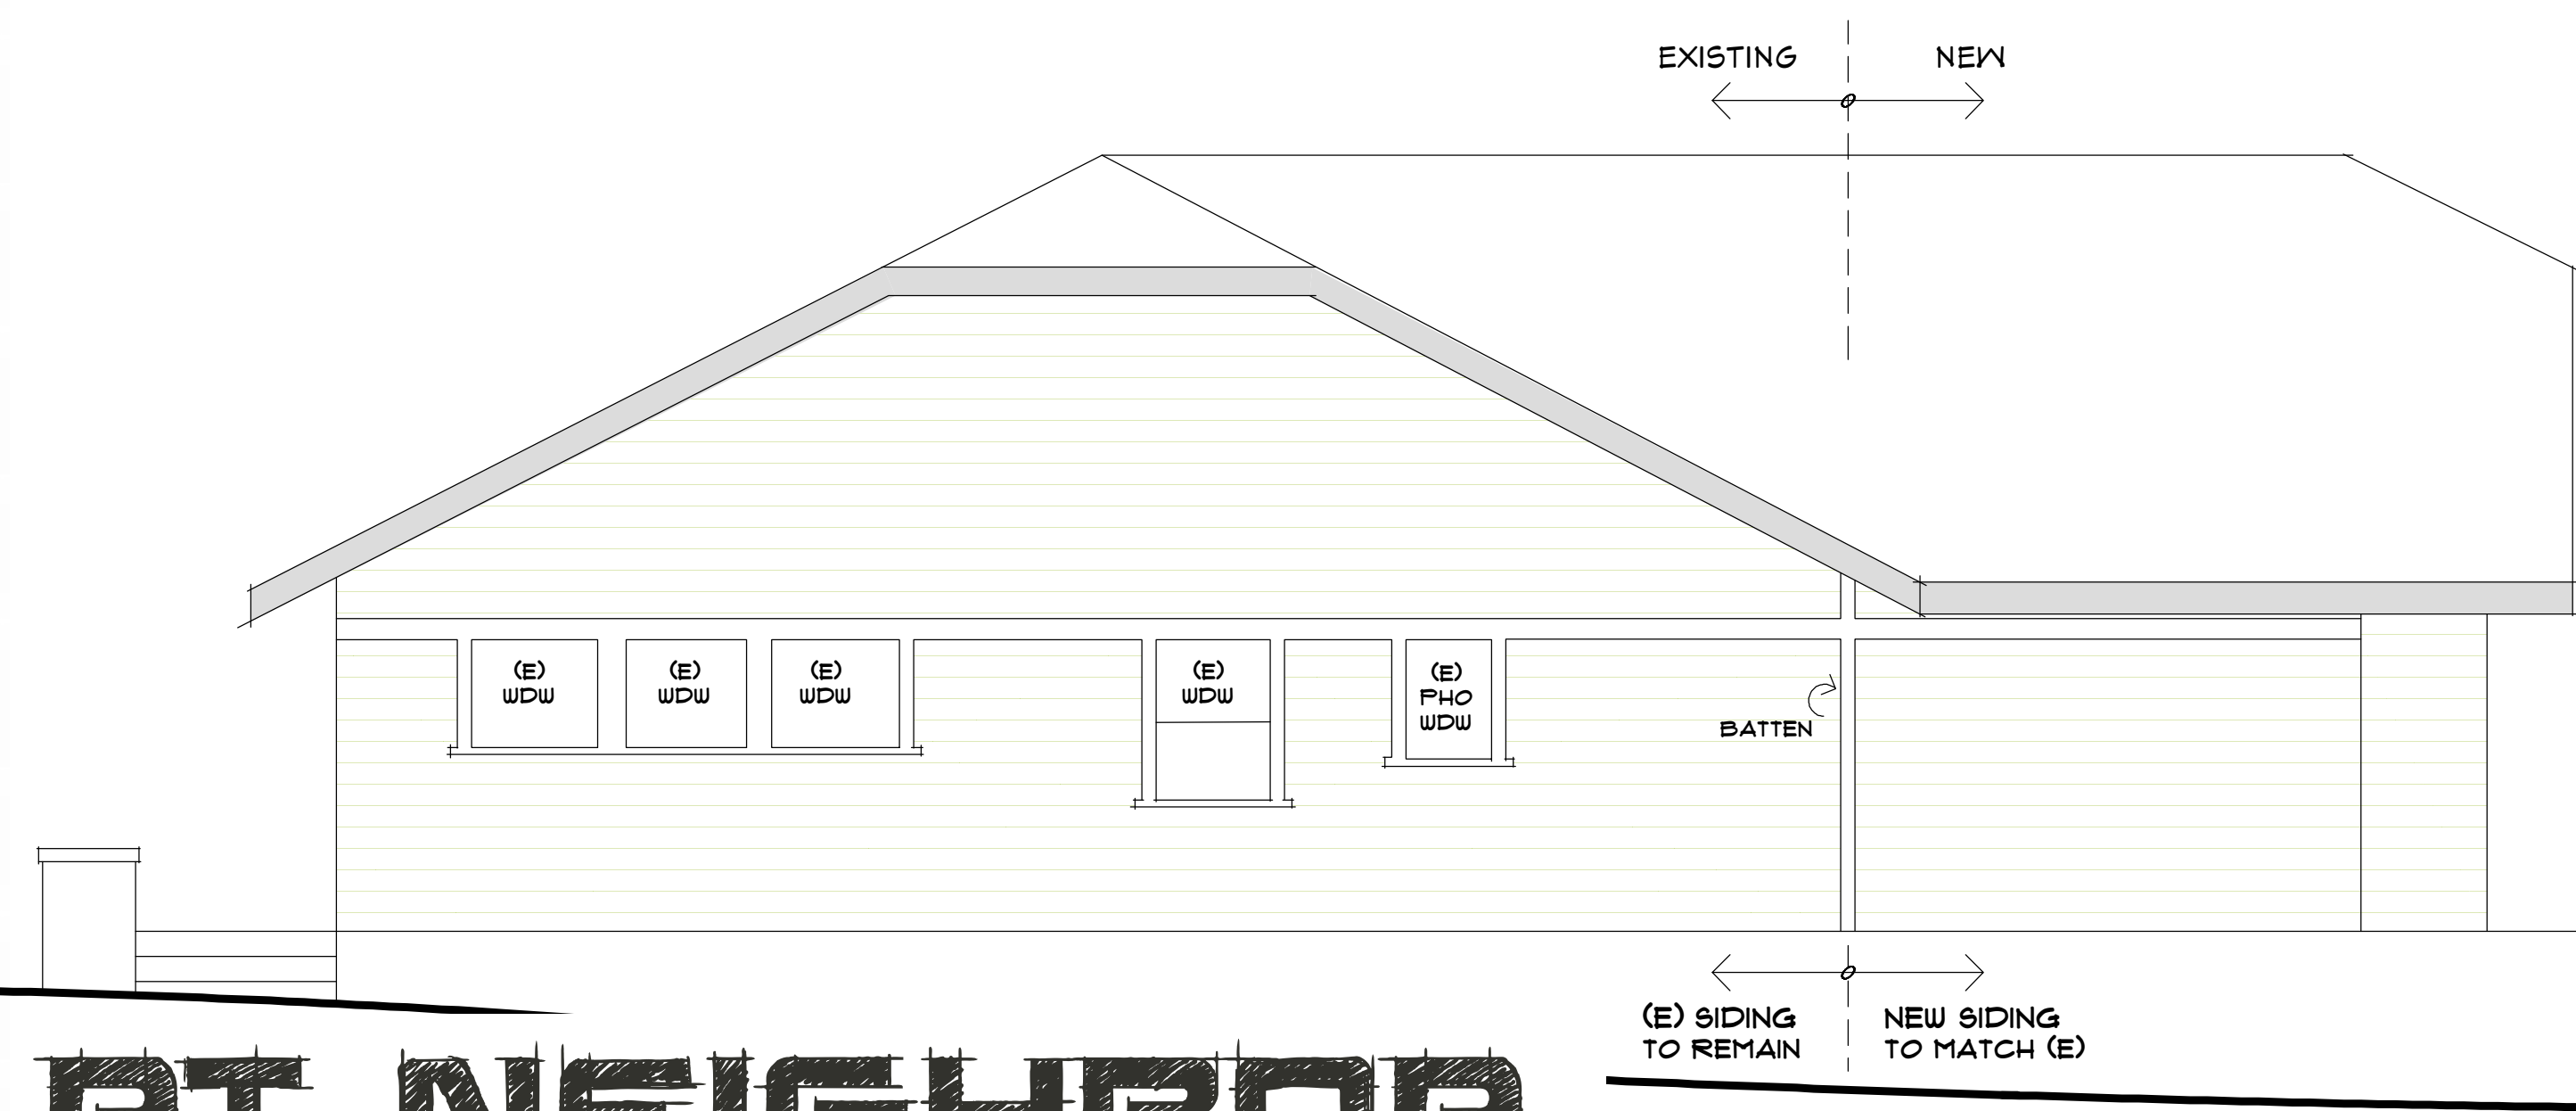 EXISTING
NEW
(E)
WDW
(E)
WDW
(E)
WDW
(E)
WDW
(E)
PHO
WDW
BATTEN
(E) SIDING
TO REMAIN
NEW SIDING
TO MATCH (E)